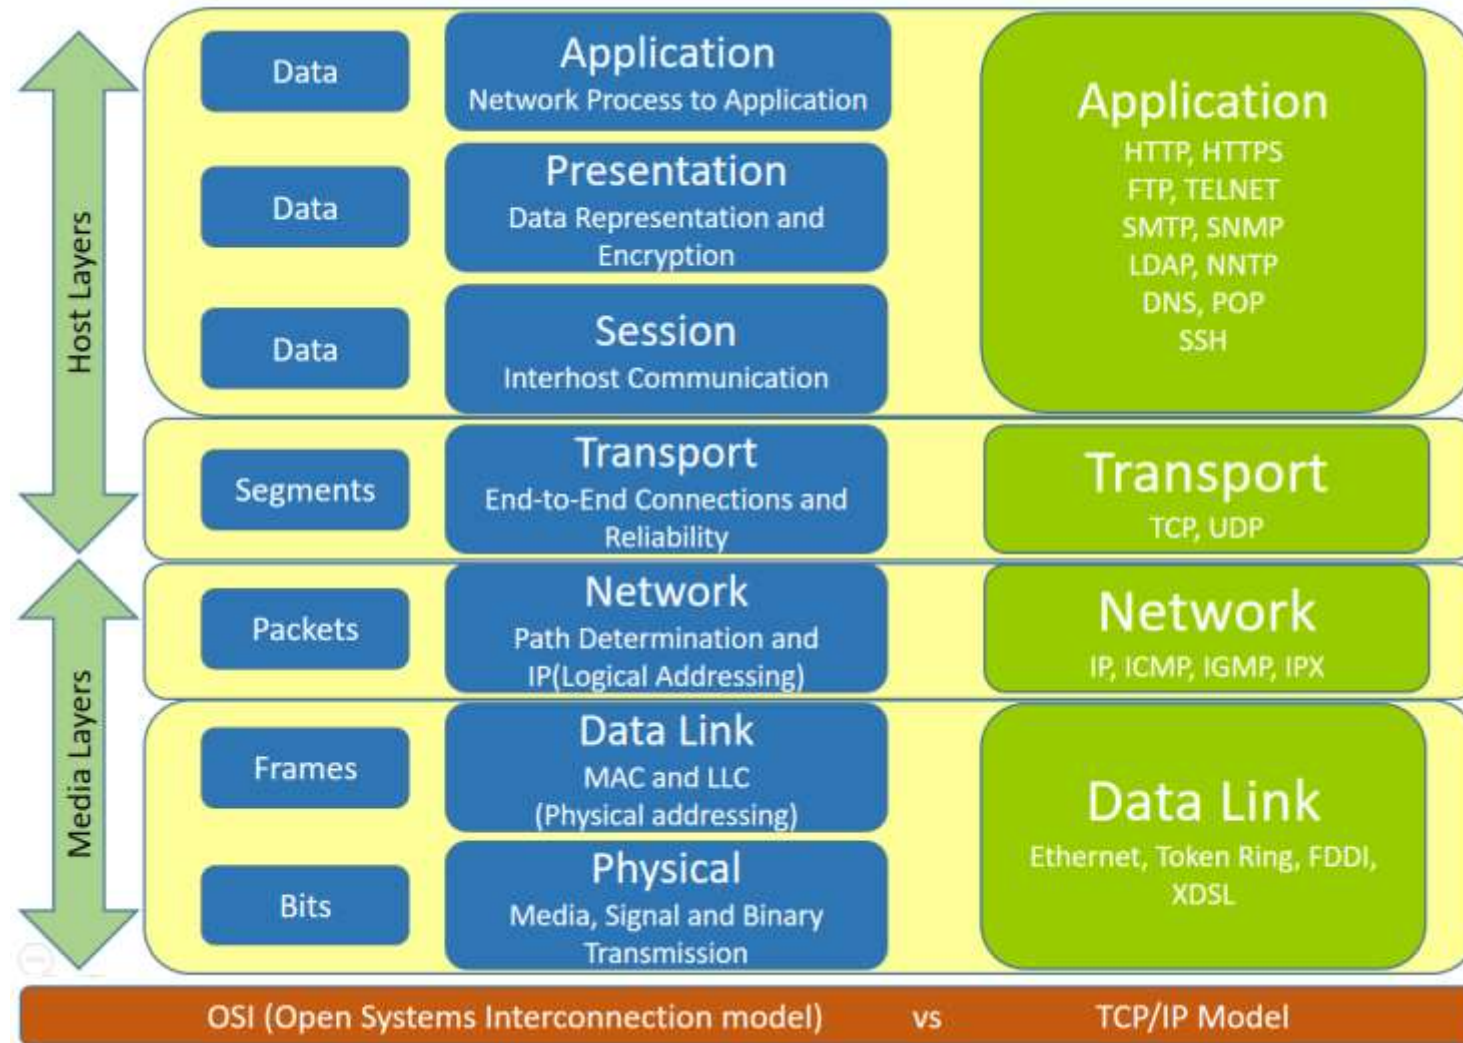 Host Layers
Data
Application
Network Process to Application
Data
Presentation
Data Representation and
Encryption
Data
Session
Interhost Communication
Application
HTTP, HTTPS
FTP, TELNET
SMTP, SNMP
LDAP, NNTP
DNS, POP
SSH
Segments
Transport
End-to-End Connections and
Reliability
Transport
TCP, UDP
Media Layers
Packets
Network
Path Determination and
IP(Logical Addressing)
Network
IP, ICMP, IGMP, IPX
Frames
Data Link
MAC and LLC
(Physical addressing)
Bits
Physical
Media, Signal and Binary
Transmission
Data Link
Ethernet, Token Ring, FDDI,
XDSL
OSI (Open Systems Interconnection model) vs TCP/IP Model